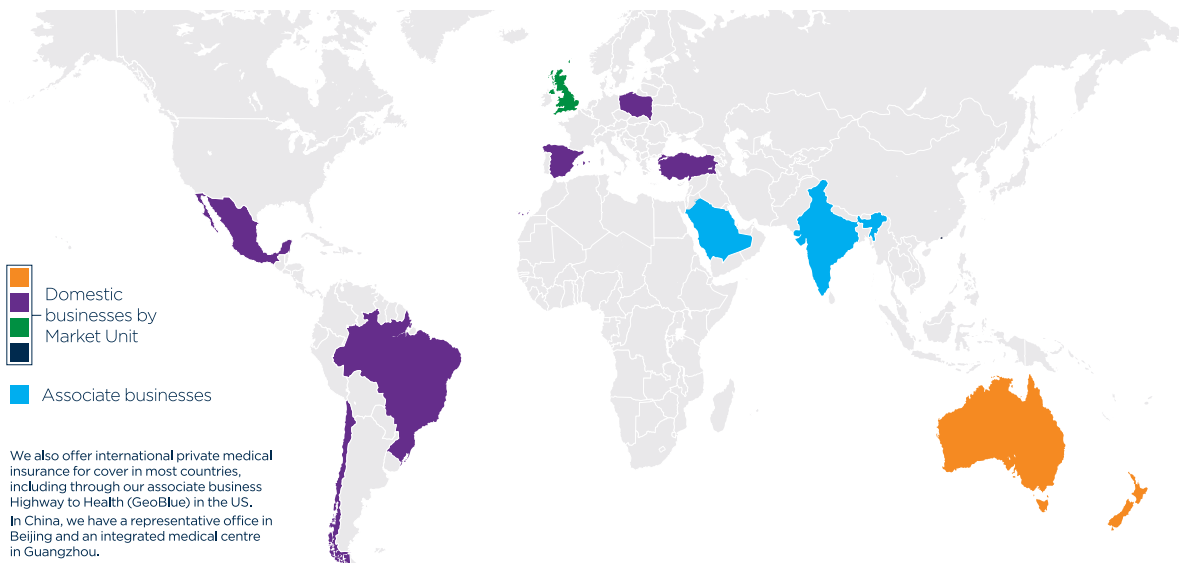 Domestic
businesses by
Market Unit
Associate businesses
We also offer international private medical
insurance for cover in most countries,
including through our associate business
Highway to Health (GeoBlue) in the US.
In China, we have a representative office in
Beijing and an integrated medical centre
in Guangzhou.